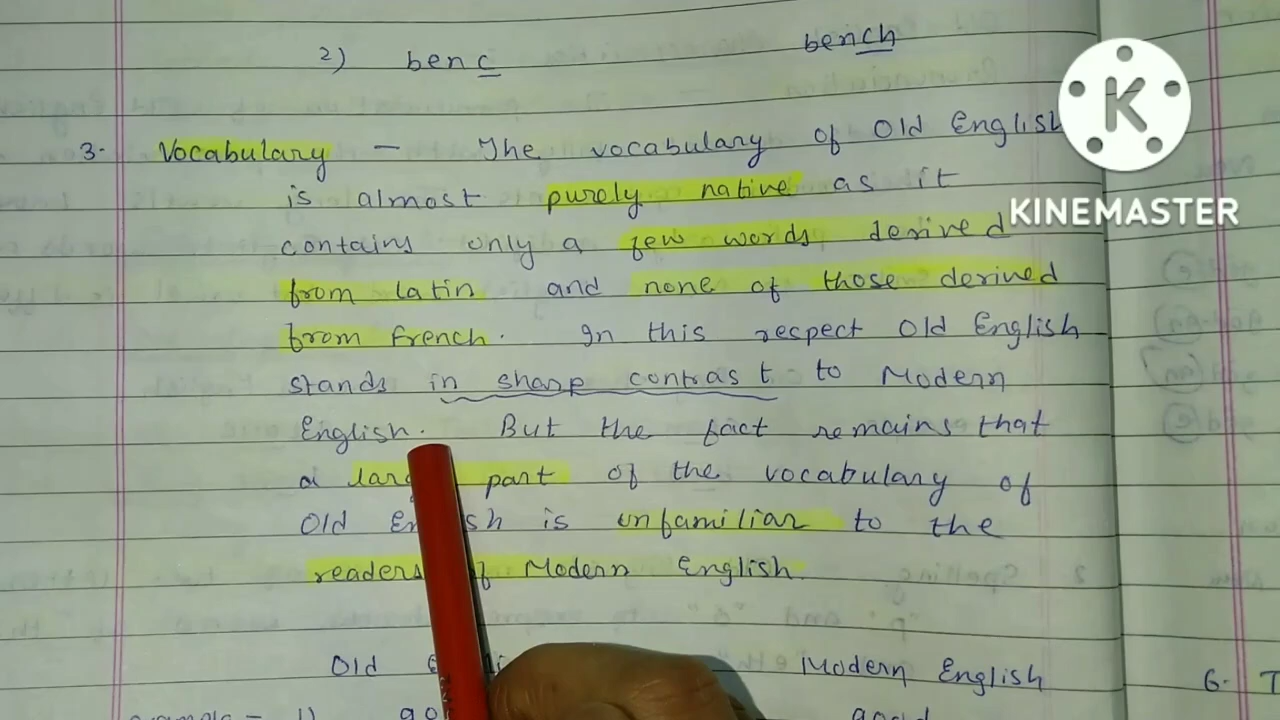 2) benc bench
3. Vocabulary - The vocabulary of Old English
is almost purely native as it
contains only a few words derived
from latin and none of those derived
from french. In this respect Old English
stands in sharp contrast to Modern
English. But the fact remains that
a part of the vocabulary of
Old is unfamiliar to the
readers of Modern English.
Old Modern English
6.
1)
K
KINEMASTER